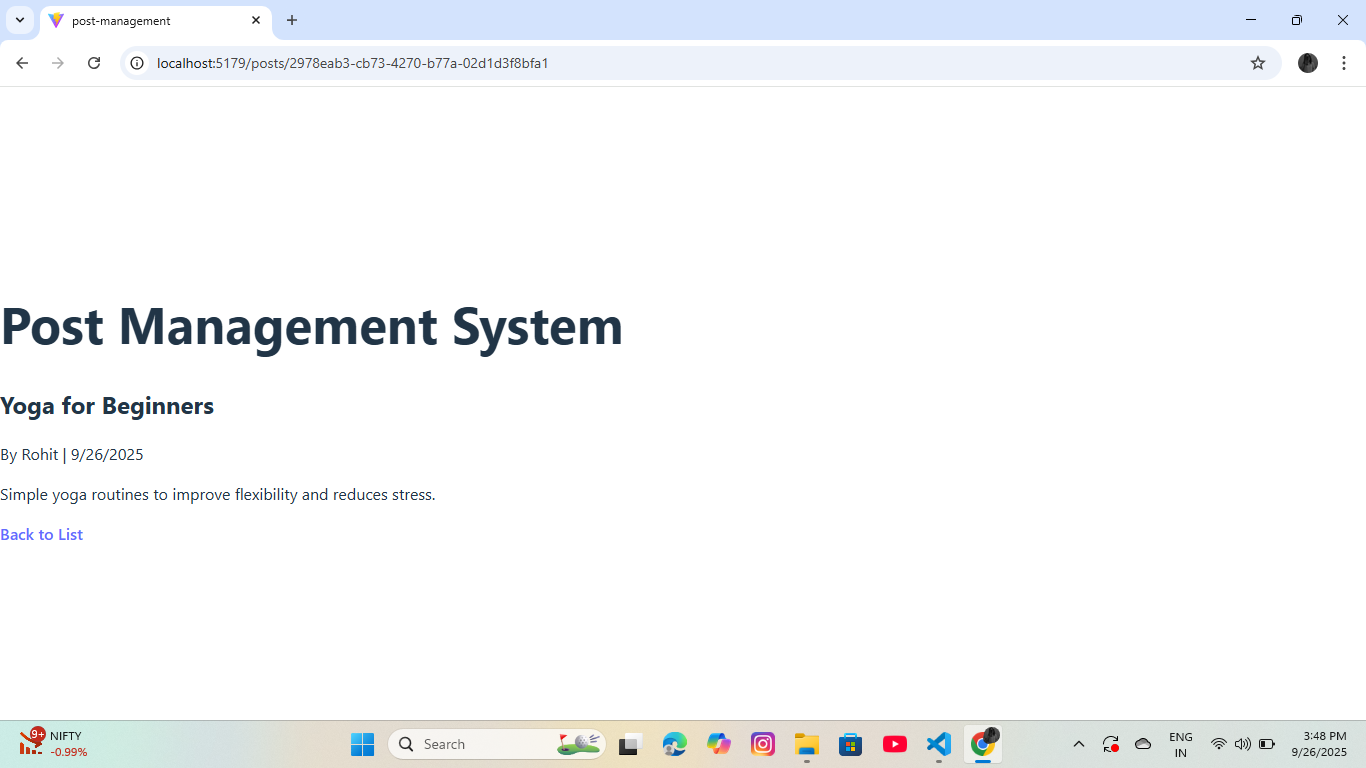 post-management
localhost:5179/posts/2978eab3-cb73-4270-b77a-02d1d3f8bfa1
Post Management System
Yoga for Beginners
By Rohit | 9/26/2025
Simple yoga routines to improve flexibility and reduces stress.
Back to List
9+
NIFTY
-0.99%
Search
ENG
IN
3:48 PM
9/26/2025